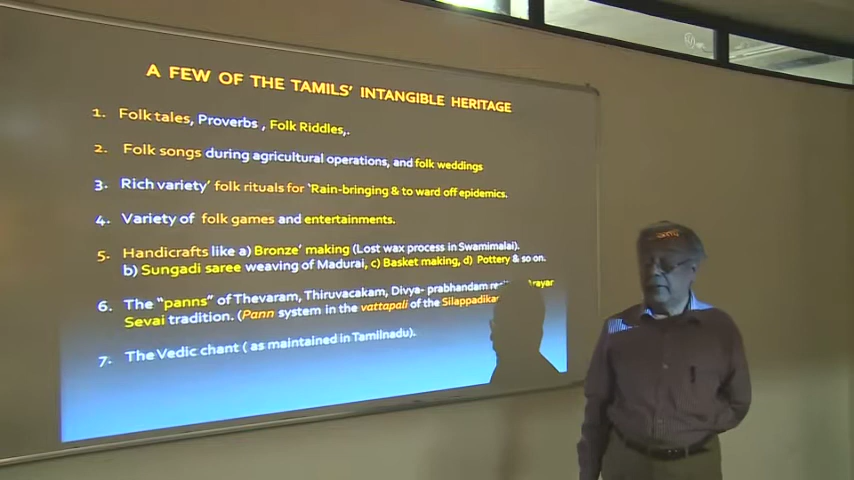 A FEW OF THE TAMILS' INTANGIBLE HERITAGE
1. Folk tales, Proverbs , Folk Riddles,.
2. Folk songs during agricultural operations, and folk weddings
3. Rich variety' folk rituals for 'Rain-bringing & to ward off epidemics.
4. Variety of folk games and entertainments.
5. Handicrafts like a) Bronze' making (Lost wax process in Swamimalai).
b) Sungadi saree weaving of Madurai, c) Basket making, d) Pottery & so on.
6. The "panns" of Thevaram, Thiruvacakam, Divya- prabhandam
Sevai tradition. (Pann system in the vattapali of the
7. The Vedic chant ( as maintained in Tamilnadu).